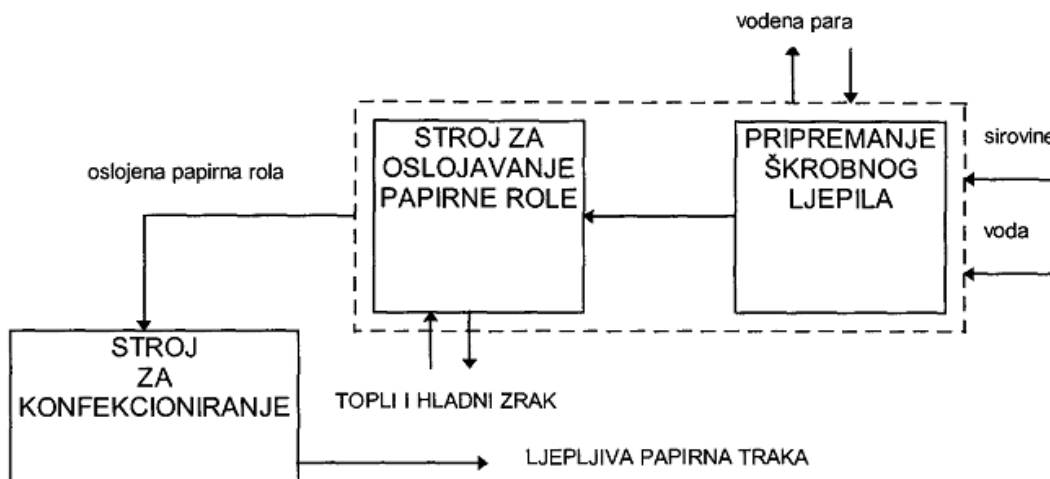 vodena para
STROJ ZA
OSLOJAVANJE
PAPIRNE ROLE
PRIPREMANJE
ŠKROBNOG
LJEPILA
sirovine
oslojena papirna rola
voda
STROJ
ZA
KONFEKCIONIRANJE
TOPLI I HLADNI ZRAK
LJEPLJIVA PAPIRNA TRAKA